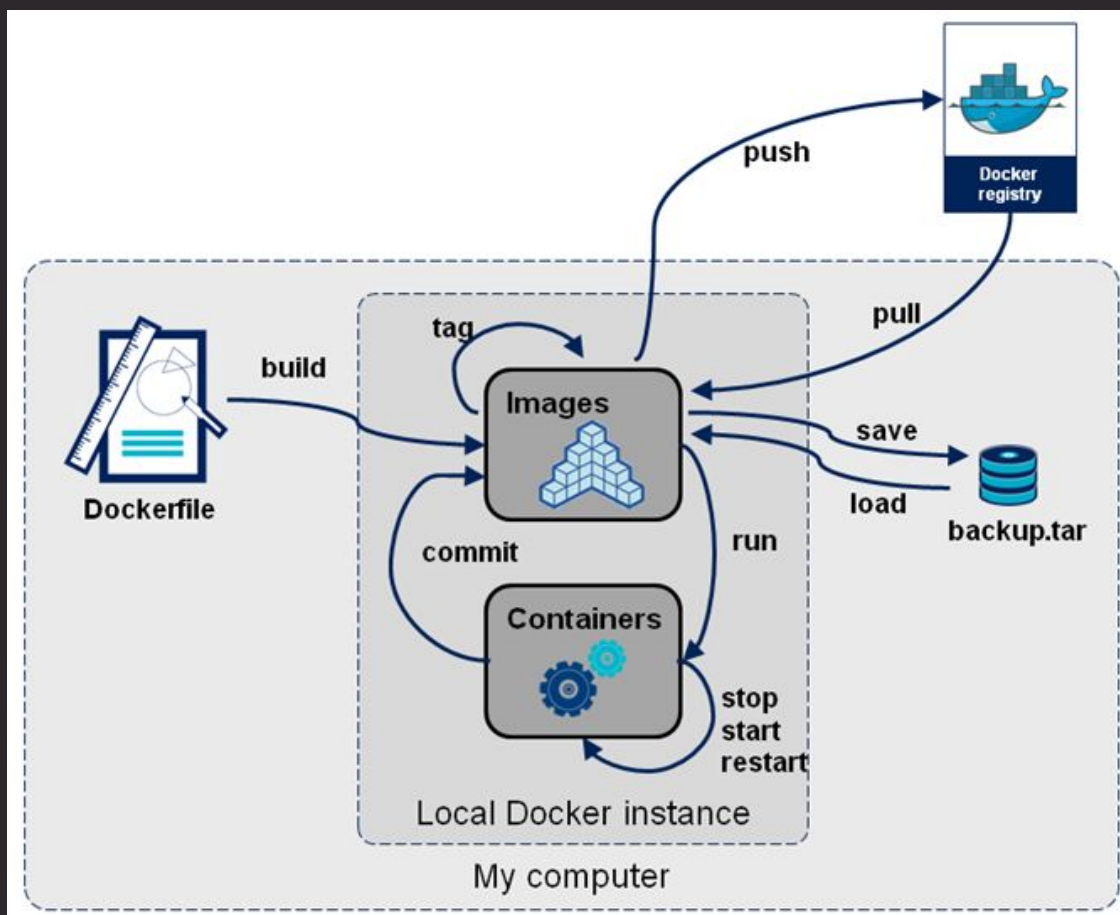 push
Docker
registry
tag
pull
build
Images
save
Dockerfile
load
backup.tar
commit
run
Containers
stop
start
restart
Local Docker instance
My computer